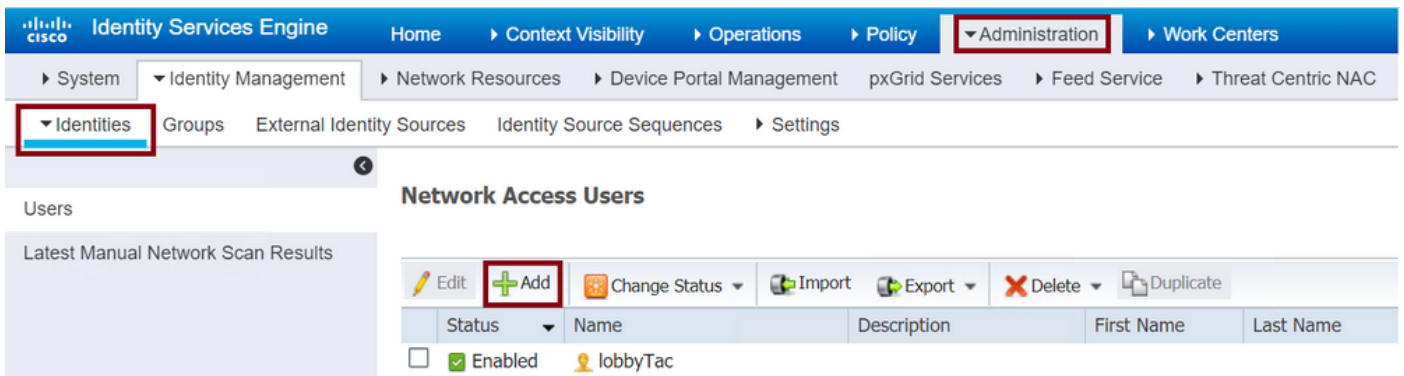 cisco Identity Services Engine Home Context Visibility Operations Policy Administration Work Centers
System Identity Management Network Resources Device Portal Management pxGrid Services Feed Service Threat Centric NAC
Identities Groups External Identity Sources Identity Source Sequences Settings
Users
Latest Manual Network Scan Results
Network Access Users
Edit Add Change Status Import Export Delete Duplicate
Status Name Description First Name Last Name
Enabled lobbyTac